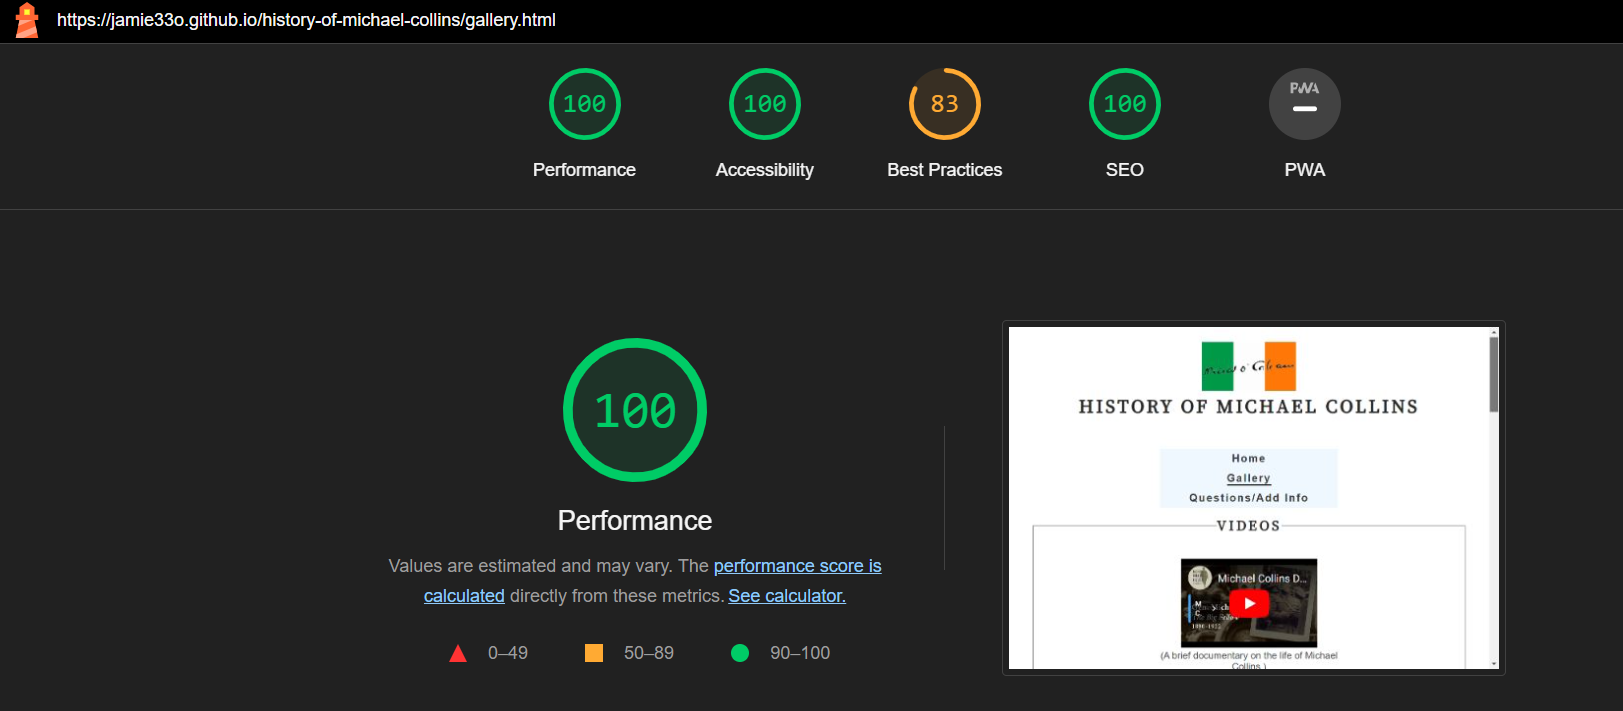 https://jamie33o.github.io/history-of-michael-collins/gallery.html
100
100
83
100
PWA
Performance
Accessibility
Best Practices
SEO
PWA
100
Performance
Values are estimated and may vary. The performance score is
calculated directly from these metrics. See calculator.
0–49
50–89
90–100
HISTORY OF MICHAEL COLLINS
Home
Gallery
Questions/Add Info
VIDEOS
Michael Collins D...
(A brief documentary on the life of Michael
Collins.)